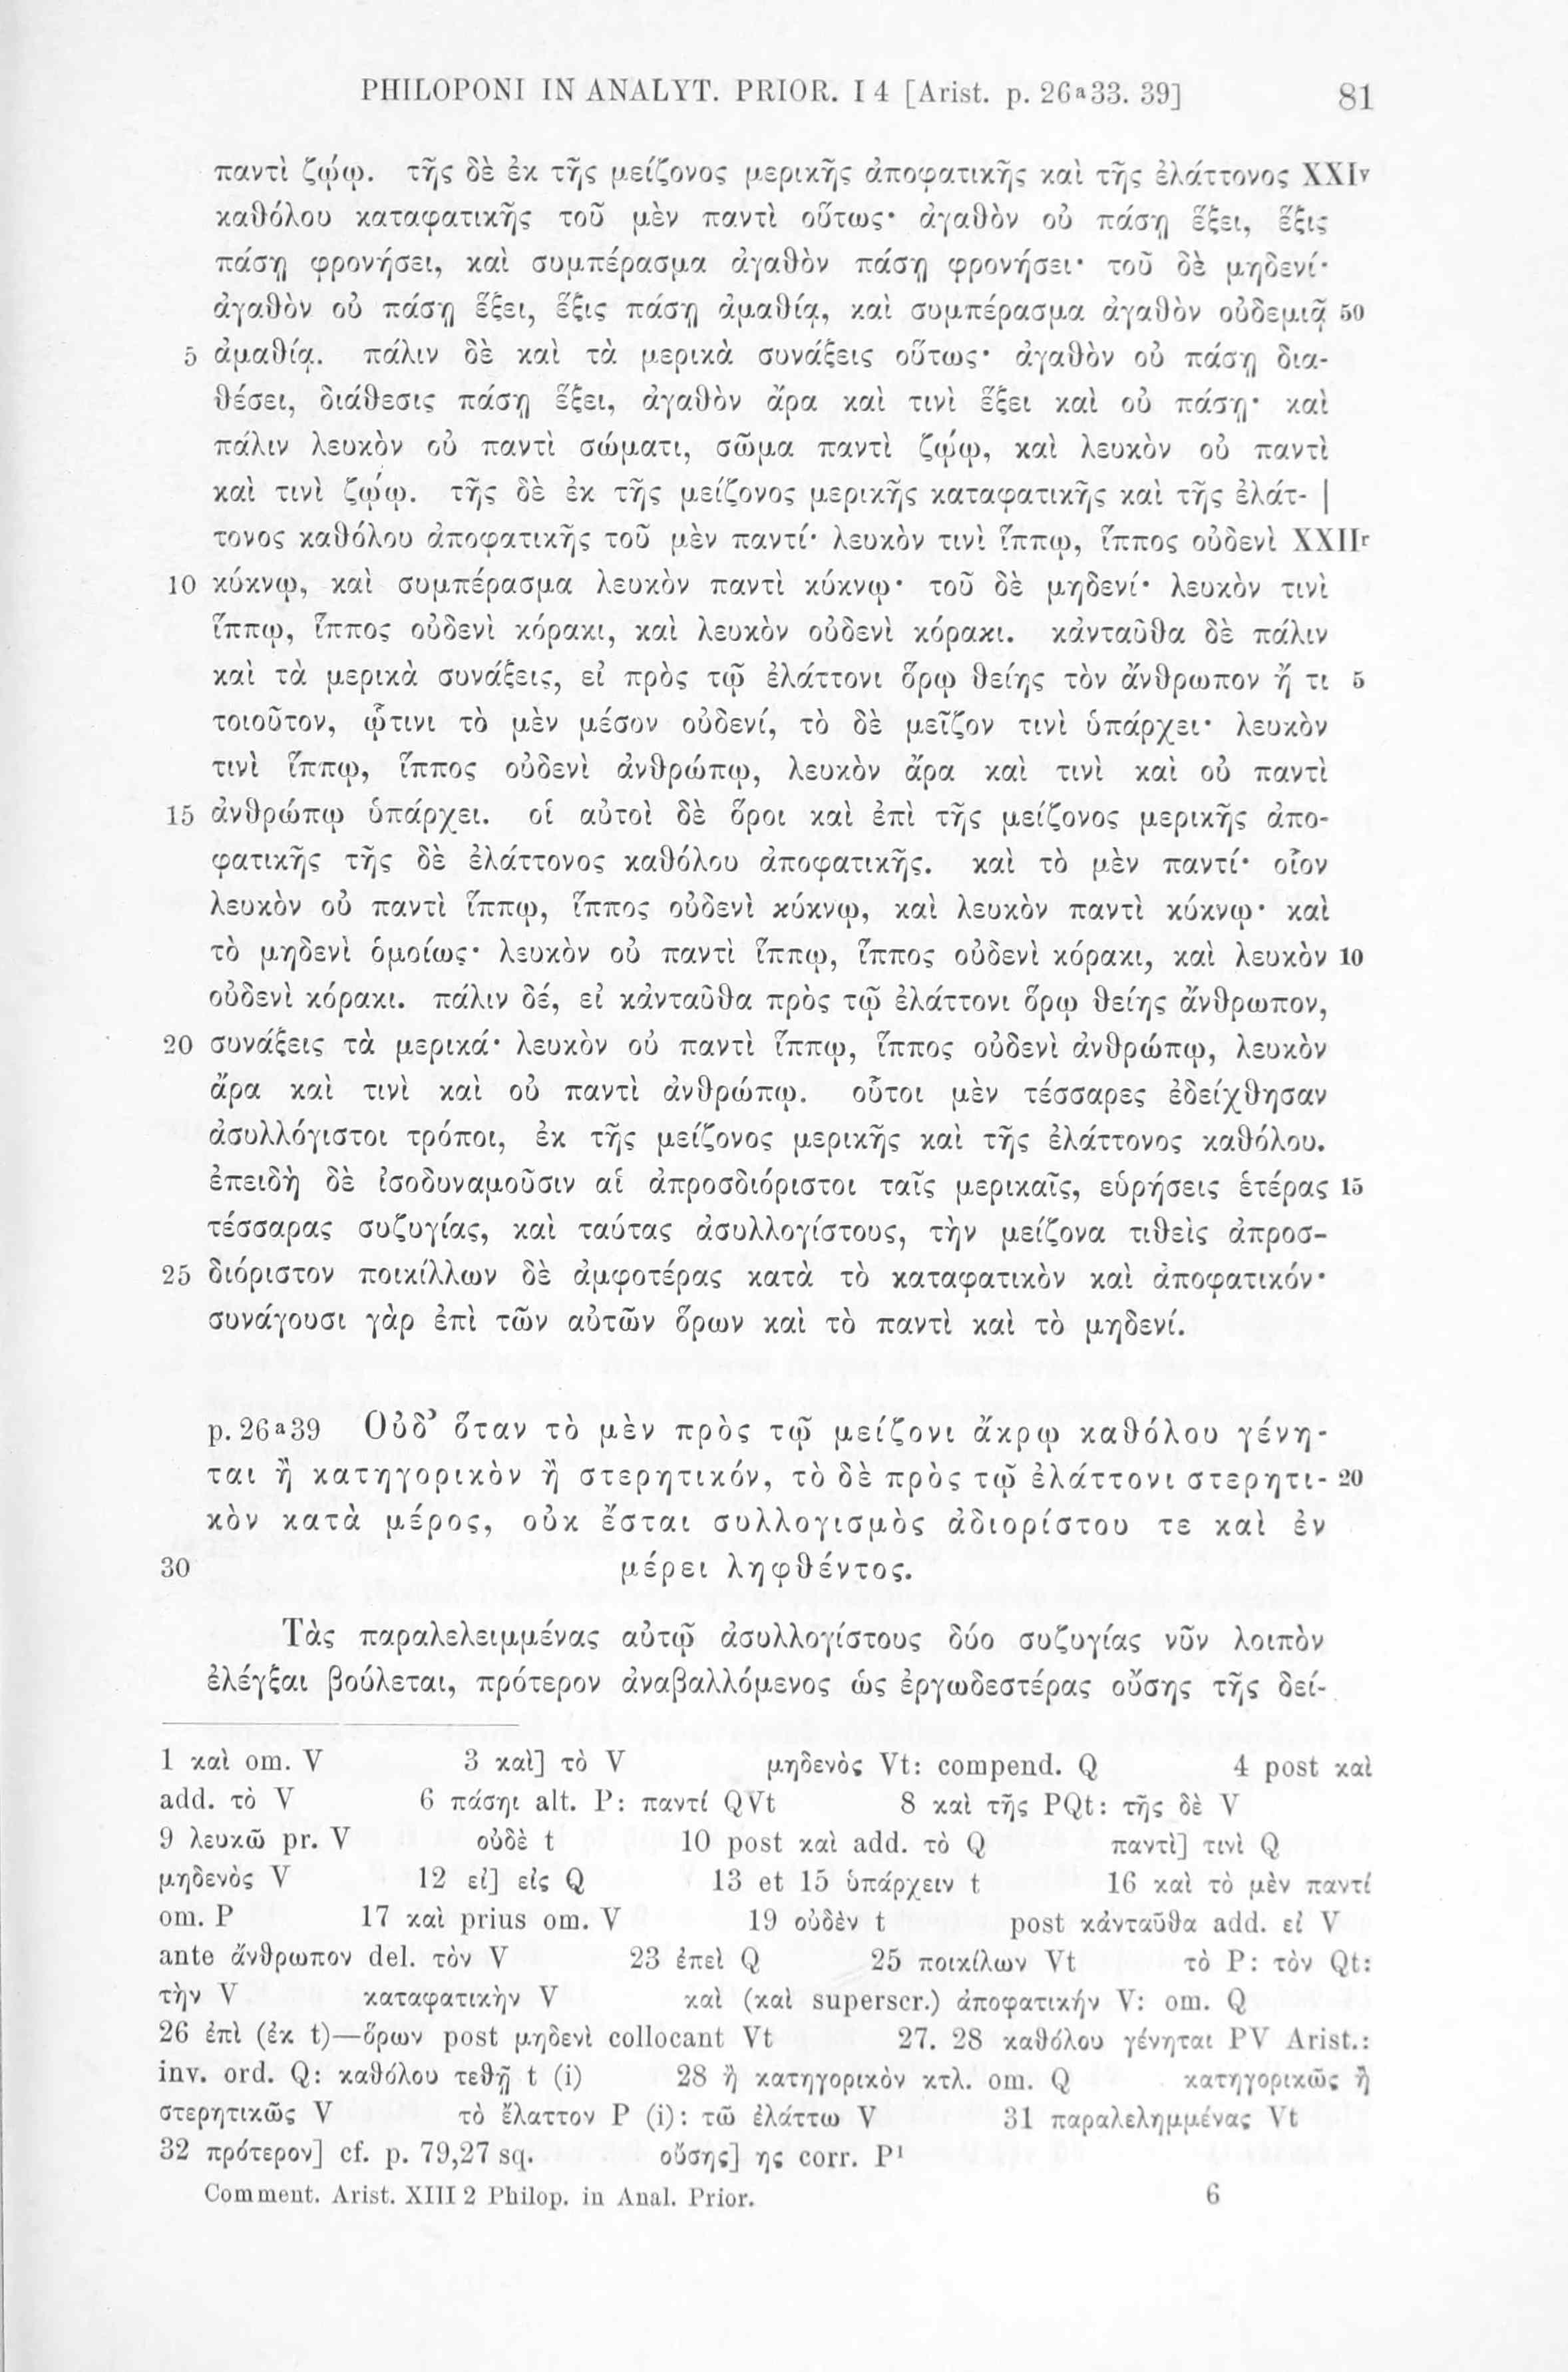 PHILOPONI IN ANALYT. PRIOR. I 4 [Arist. p. 26ᵃ33. 39] 81
παντὶ ζῴῳ. τῆς δὲ ἐκ τῆς μείζονος μερικῆς ἀποφατικῆς καὶ τῆς ἐλάττονος XXIᵛ
καθόλου καταφατικῆς τοῦ μὲν παντὶ οὕτως· ἀγαθὸν οὐ πάσῃ ἕξει, ἕξις
πάσῃ φρονήσει, καὶ συμπέρασμα ἀγαθὸν πάσῃ φρονήσει· τοῦ δὲ μηδενί·
ἀγαθὸν οὐ πάσῃ ἕξει, ἕξις πάσῃ ἀμαθίᾳ, καὶ συμπέρασμα ἀγαθὸν οὐδεμιᾷ 50
5 ἀμαθίᾳ. πάλιν δὲ καὶ τὰ μερικὰ συνάξεις οὕτως· ἀγαθὸν οὐ πάσῃ δια-
θέσει, διάθεσις πάσῃ ἕξει, ἀγαθὸν ἄρα καὶ τινὶ ἕξει καὶ οὐ πάσῃ· καὶ
πάλιν λευκὸν οὐ παντὶ σώματι, σῶμα παντὶ ζῴῳ, καὶ λευκὸν οὐ παντὶ
καὶ τινὶ ζῴῳ. τῆς δὲ ἐκ τῆς μείζονος μερικῆς καταφατικῆς καὶ τῆς ἐλάτ- |
τονος καθόλου ἀποφατικῆς τοῦ μὲν παντί· λευκὸν τινὶ ἵππῳ, ἵππος οὐδενὶ XXIIʳ
10 κύκνῳ, καὶ συμπέρασμα λευκὸν παντὶ κύκνῳ· τοῦ δὲ μηδενί· λευκὸν τινὶ
ἵππῳ, ἵππος οὐδενὶ κόρακι, καὶ λευκὸν οὐδενὶ κόρακι. κἀνταῦθα δὲ πάλιν
καὶ τὰ μερικὰ συνάξεις, εἰ πρὸς τῷ ἐλάττονι ὅρῳ θείης τὸν ἄνθρωπον ἤ τι 5
τοιοῦτον, ᾧτινι τὸ μὲν μέσον οὐδενί, τὸ δὲ μεῖζον τινὶ ὑπάρχει· λευκὸν
τινὶ ἵππῳ, ἵππος οὐδενὶ ἀνθρώπῳ, λευκὸν ἄρα καὶ τινὶ καὶ οὐ παντὶ
15 ἀνθρώπῳ ὑπάρχει. οἱ αὐτοὶ δὲ ὅροι καὶ ἐπὶ τῆς μείζονος μερικῆς ἀπο-
φατικῆς τῆς δὲ ἐλάττονος καθόλου ἀποφατικῆς. καὶ τὸ μὲν παντί· οἷον
λευκὸν οὐ παντὶ ἵππῳ, ἵππος οὐδενὶ κύκνῳ, καὶ λευκὸν παντὶ κύκνῳ· καὶ
τὸ μηδενὶ ὁμοίως· λευκὸν οὐ παντὶ ἵππῳ, ἵππος οὐδενὶ κόρακι, καὶ λευκὸν 10
οὐδενὶ κόρακι. πάλιν δέ, εἰ κἀνταῦθα πρὸς τῷ ἐλάττονι ὅρῳ θείης ἄνθρωπον,
20 συνάξεις τὰ μερικά· λευκὸν οὐ παντὶ ἵππῳ, ἵππος οὐδενὶ ἀνθρώπῳ, λευκὸν
ἄρα καὶ τινὶ καὶ οὐ παντὶ ἀνθρώπῳ. οὗτοι μὲν τέσσαρες ἐδείχθησαν
ἀσυλλόγιστοι τρόποι, ἐκ τῆς μείζονος μερικῆς καὶ τῆς ἐλάττονος καθόλου.
ἐπειδὴ δὲ ἰσοδυναμοῦσιν αἱ ἀπροσδιόριστοι ταῖς μερικαῖς, εὑρήσεις ἑτέρας 15
τέσσαρας συζυγίας, καὶ ταύτας ἀσυλλογίστους, τὴν μείζονα τιθεὶς ἀπροσ-
25 διόριστον ποικίλλων δὲ ἀμφοτέρας κατὰ τὸ καταφατικὸν καὶ ἀποφατικόν·
συνάγουσι γὰρ ἐπὶ τῶν αὐτῶν ὅρων καὶ τὸ παντὶ καὶ τὸ μηδενί.
p. 26ᵃ39 Οὐδ’ ὅταν τὸ μὲν πρὸς τῷ μείζονι ἄκρῳ καθόλου γένη-
ται ἢ κατηγορικὸν ἢ στερητικόν, τὸ δὲ πρὸς τῷ ἐλάττονι στερητι- 20
κὸν κατὰ μέρος, οὐκ ἔσται συλλογισμὸς ἀδιορίστου τε καὶ ἐν
30 μέρει ληφθέντος.
Τὰς παραλελειμμένας αὐτῷ ἀσυλλογίστους δύο συζυγίας νῦν λοιπὸν
ἐλέγξαι βούλεται, πρότερον ἀναβαλλόμενος ὡς ἐργωδεστέρας οὔσης τῆς δεί-
1 καὶ om. V 3 καὶ] τὸ V μηδενὸς Vt: compend. Q 4 post καὶ
add. τὸ V 6 πάσηι alt. P: παντί QVt 8 καὶ τῆς PQt: τῆς δὲ V
9 λευκῶ pr. V οὐδὲ t 10 post καὶ add. τὸ Q παντὶ] τινὶ Q
μηδενὸς V 12 εἰ] εἰς Q 13 et 15 ὑπάρχειν t 16 καὶ τὸ μὲν παντί
om. P 17 καὶ prius om. V 19 οὐδὲν t post κἀνταῦθα add. εἰ V
ante ἄνθρωπον del. τὸν V 23 ἐπεὶ Q 25 ποικίλων Vt τὸ P: τὸν Qt:
τὴν V καταφατικὴν V καὶ (καὶ superscr.) ἀποφατικήν V: om. Q
26 ἐπὶ (ἐκ t)—ὅρων post μηδενὶ collocant Vt 27. 28 καθόλου γένηται PV Arist.:
inv. ord. Q: καθόλου τεθῇ t (i) 28 ἢ κατηγορικὸν κτλ. om. Q κατηγορικῶς ἢ
στερητικῶς V τὸ ἔλαττον P (i): τῶ ἐλάττω V 31 παραλελημμένας Vt
32 πρότερον] cf. p. 79,27 sq. οὔσης] ης corr. P¹
Comment. Arist. XIII 2 Philop. in Anal. Prior. 6